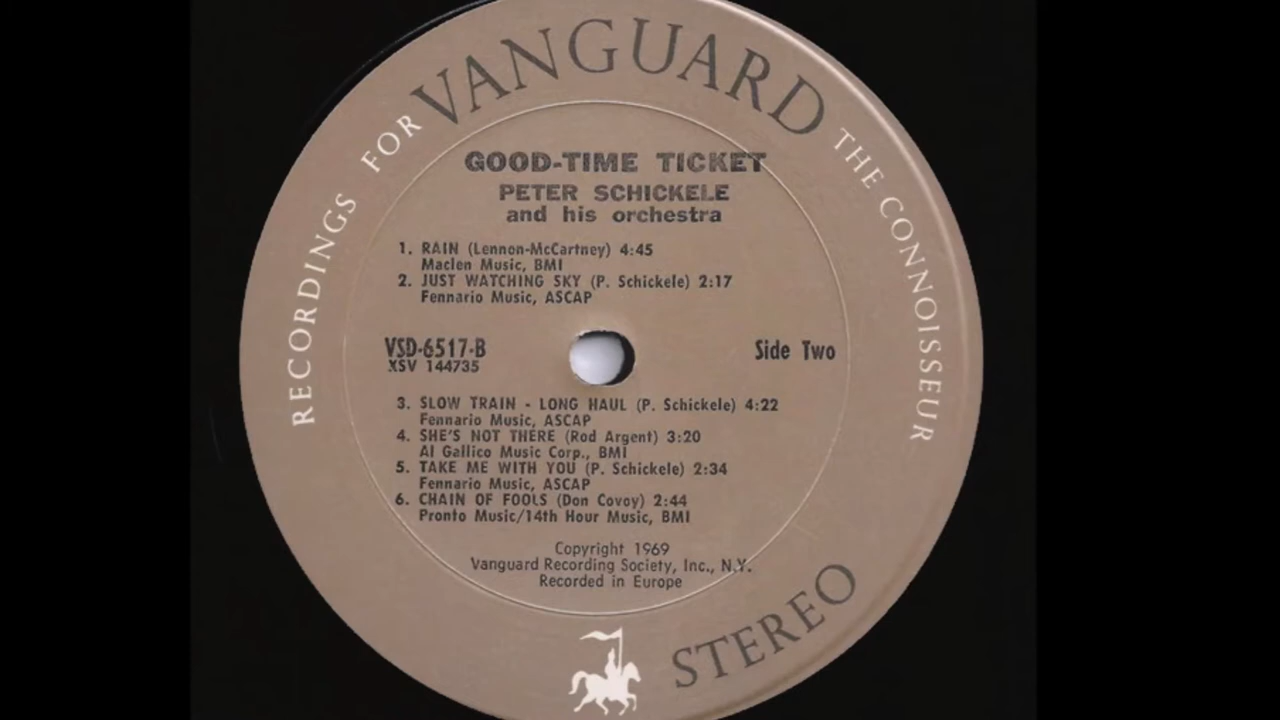 RECORDINGS FOR VANGUARD THE CONNOISSEUR
GOOD-TIME TICKET
PETER SCHICKELE
and his orchestra
1. RAIN (Lennon-McCartney) 4:45
Maclen Music, BMI
2. JUST WATCHING SKY (P. Schickele) 2:17
Fennario Music, ASCAP
VSD-6517-B
XSV 144735
Side Two
3. SLOW TRAIN - LONG HAUL (P. Schickele) 4:22
Fennario Music, ASCAP
4. SHE'S NOT THERE (Rod Argent) 3:20
Al Gallico Music Corp., BMI
5. TAKE ME WITH YOU (P. Schickele) 2:34
Fennario Music, ASCAP
6. CHAIN OF FOOLS (Don Covoy) 2:44
Pronto Music/14th Hour Music, BMI
Copyright 1969
Vanguard Recording Society, Inc., N.Y.
Recorded in Europe
STEREO